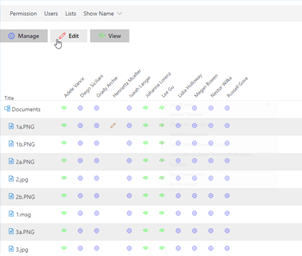 Permission Users Lists Show Name
Manage Edit View
Adele Vance
Diego Siciliani
Grady Archie
Henrietta Mueller
Isaiah Langer
Johanna Lorenz
Lee Gu
Lidia Holloway
Megan Bowen
Nestor Wilke
Title
Documents
1a.PNG
1b.PNG
2a.PNG
2.jpg
2b.PNG
1.msg
3a.PNG
3.jpg